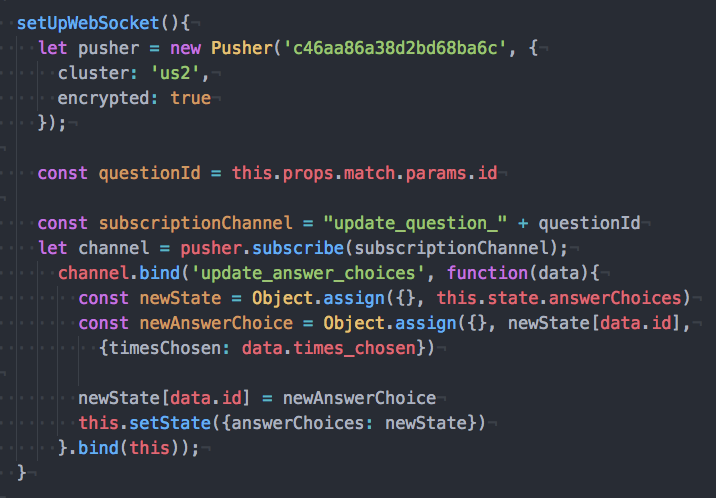 setUpWebSocket(){
let pusher = new Pusher('c46aa86a38d2bd68ba6c', {
cluster: 'us2',
encrypted: true
});
const questionId = this.props.match.params.id
const subscriptionChannel = "update_question_" + questionId
let channel = pusher.subscribe(subscriptionChannel);
channel.bind('update_answer_choices', function(data){
const newState = Object.assign({}, this.state.answerChoices)
const newAnswerChoice = Object.assign({}, newState[data.id],
{timesChosen: data.times_chosen})
newState[data.id] = newAnswerChoice
this.setState({answerChoices: newState})
}.bind(this));
}